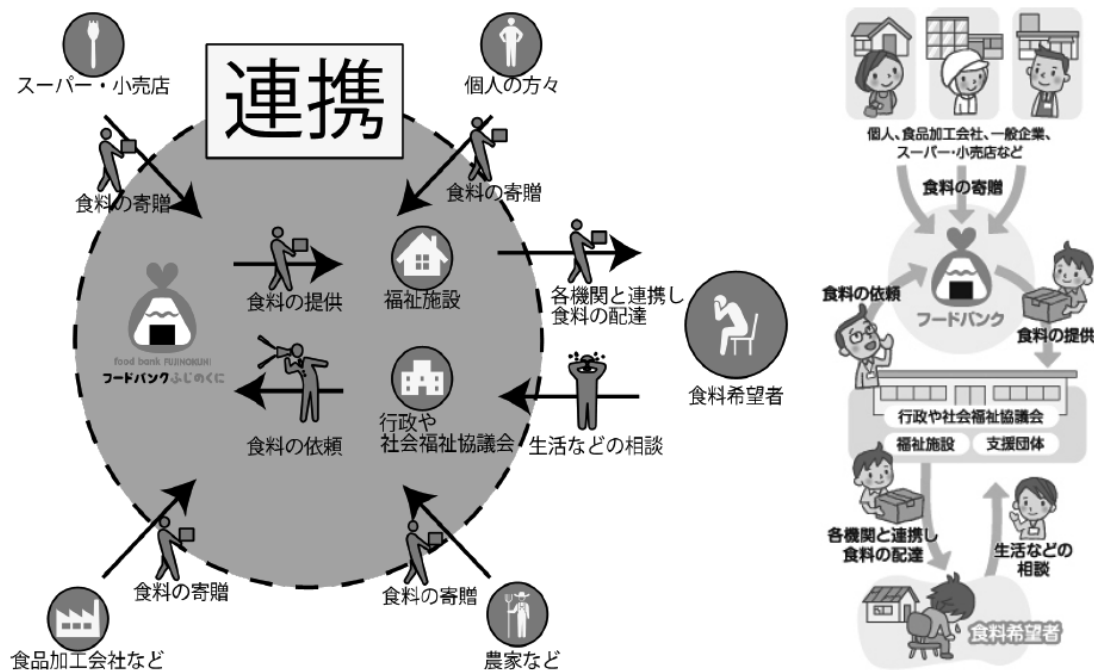 連携
スーパー・小売店
個人の方々
食料の寄贈
食料の寄贈
食料の提供
福祉施設
各機関と連携し
食料の配達
food bank FUJINOKUNI
フードバンクふじのくに
食料の依頼
行政や
社会福祉協議会
生活などの相談
食料希望者
食料の寄贈
食料の寄贈
食品加工会社など
農家など
個人、食品加工会社、一般企業、
スーパー・小売店など
食料の寄贈
食料の依頼
フードバンク
食料の提供
行政や社会福祉協議会
福祉施設
支援団体
各機関と連携し
食料の配達
生活などの
相談
食料希望者